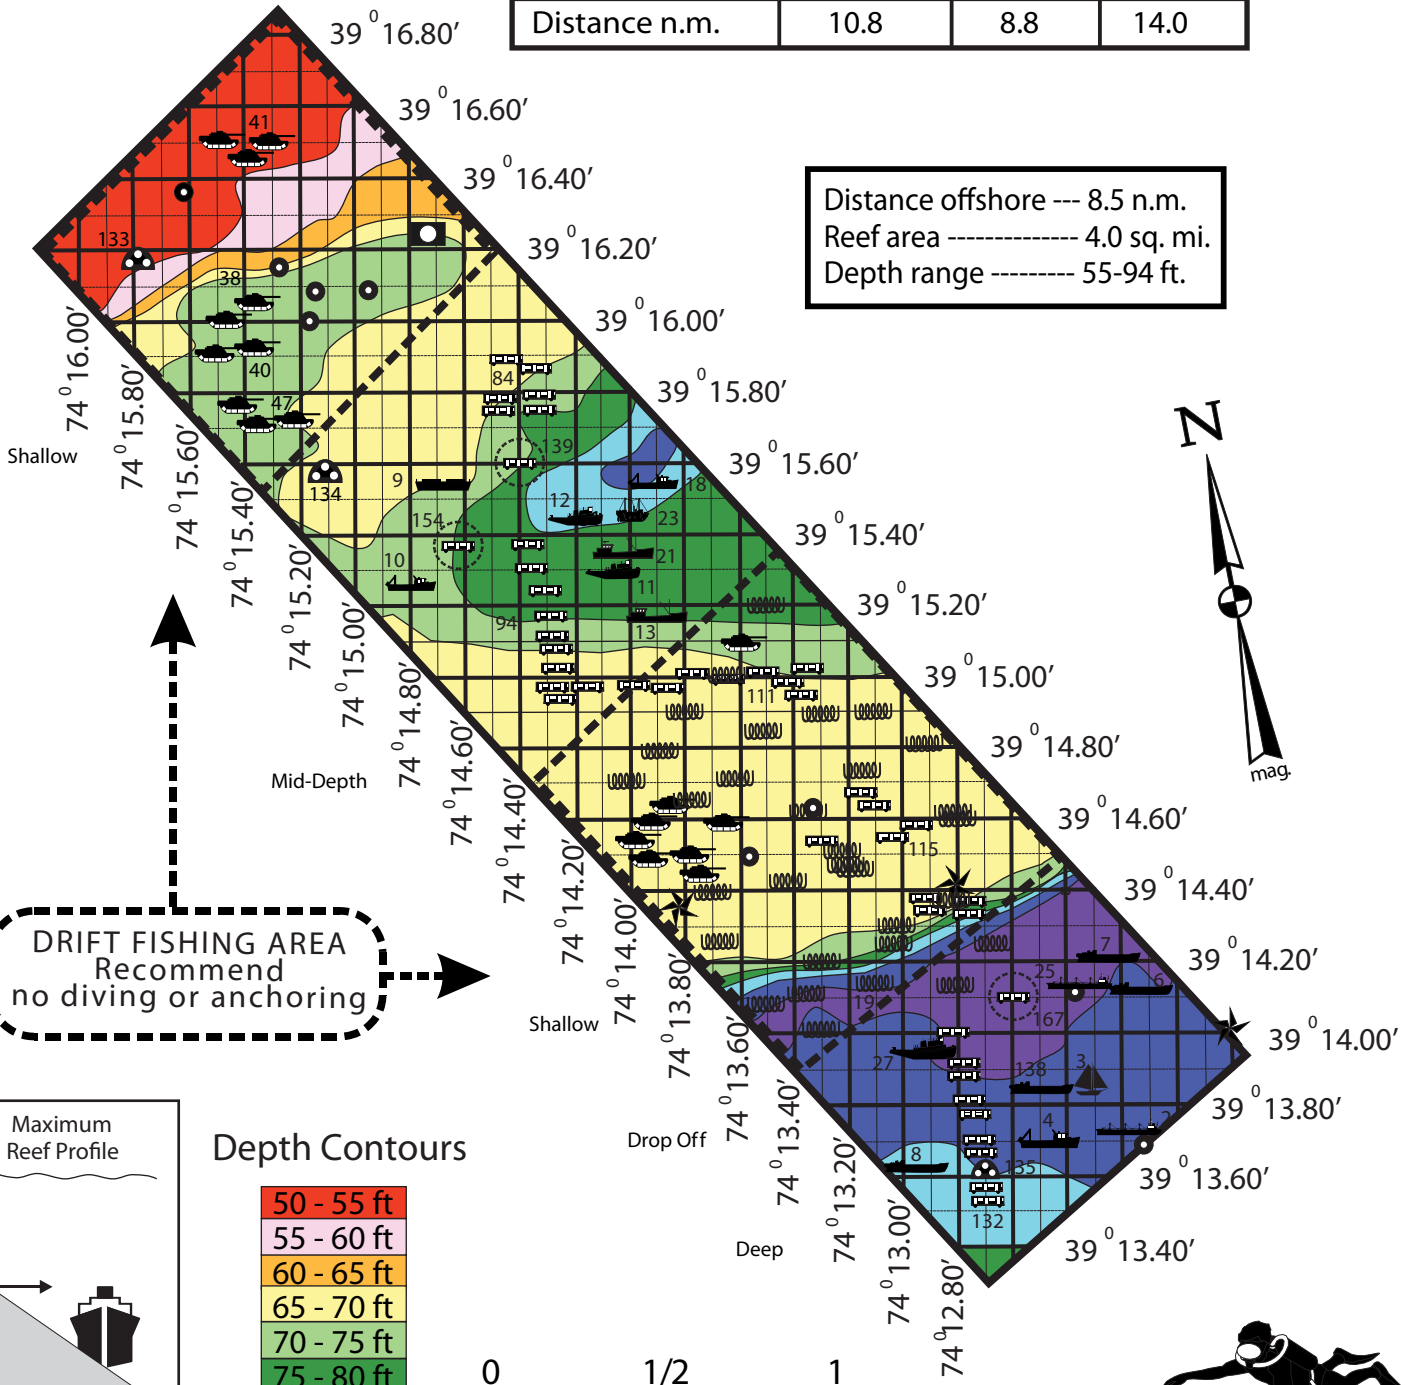 Distance n.m. 10.8 8.8 14.0
39 0 16.80′
39 0 16.60′
39 0 16.40′
39 0 16.20′
39 0 16.00′
39 0 15.80′
39 0 15.60′
39 0 15.40′
39 0 15.20′
39 0 15.00′
39 0 14.80′
39 0 14.60′
39 0 14.40′
39 0 14.20′
39 0 14.00′
39 0 13.80′
39 0 13.60′
39 0 13.40′
Distance offshore --- 8.5 n.m.
Reef area -------------- 4.0 sq. mi.
Depth range --------- 55-94 ft.
N
mag.
41
133
38
40
47
84
139
134
9
18
12
23
154
21
10
11
94
13
111
115
7
25
6
19
167
27
138
3
4
2
8
135
132
74 0 16.00′
74 0 15.80′
74 0 15.60′
74 0 15.40′
74 0 15.20′
74 0 15.00′
74 0 14.80′
74 0 14.60′
74 0 14.40′
74 0 14.20′
74 0 14.00′
74 0 13.80′
74 0 13.60′
74 0 13.40′
74 0 13.20′
74 0 13.00′
74 0 12.80′
Shallow
Mid-Depth
Shallow
Drop Off
Deep
DRIFT FISHING AREA
Recommend
no diving or anchoring
Maximum
Reef Profile
Depth Contours
50 - 55 ft
55 - 60 ft
60 - 65 ft
65 - 70 ft
70 - 75 ft
75 - 80 ft
0 1/2 1